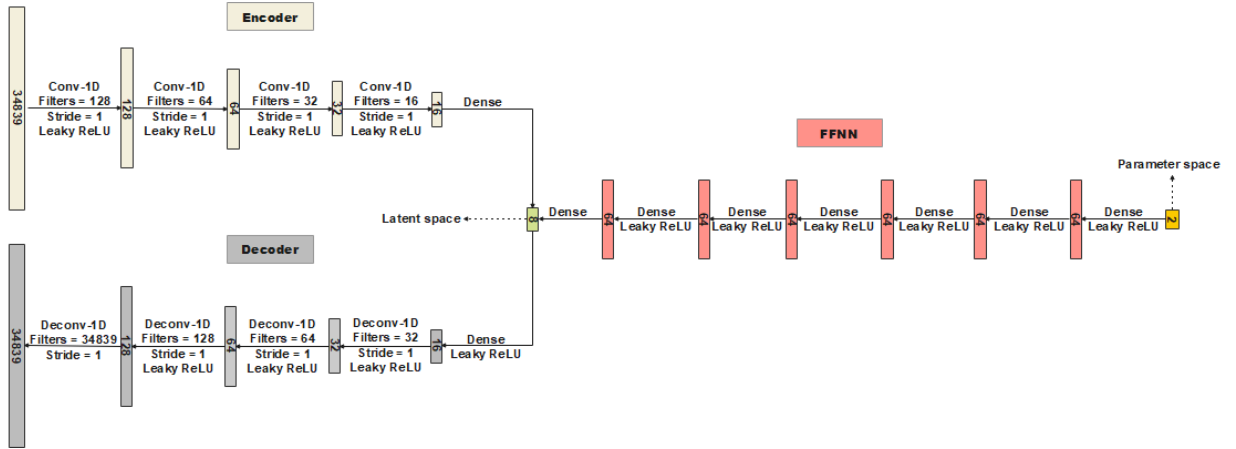 Encoder
34839
Conv-1D
Filters = 128
Stride = 1
Leaky ReLU
128
Conv-1D
Filters = 64
Stride = 1
Leaky ReLU
64
Conv-1D
Filters = 32
Stride = 1
Leaky ReLU
32
Conv-1D
Filters = 16
Stride = 1
Leaky ReLU
16
Dense
FFNN
Parameter space
Latent space
8
Dense
64
Dense
Leaky ReLU
64
Dense
Leaky ReLU
64
Dense
Leaky ReLU
64
Dense
Leaky ReLU
64
Dense
Leaky ReLU
64
Dense
Leaky ReLU
2
Decoder
34839
Deconv-1D
Filters = 34839
Stride = 1
128
Deconv-1D
Filters = 128
Stride = 1
Leaky ReLU
64
Deconv-1D
Filters = 64
Stride = 1
Leaky ReLU
32
Deconv-1D
Filters = 32
Stride = 1
Leaky ReLU
16
Dense
Leaky ReLU